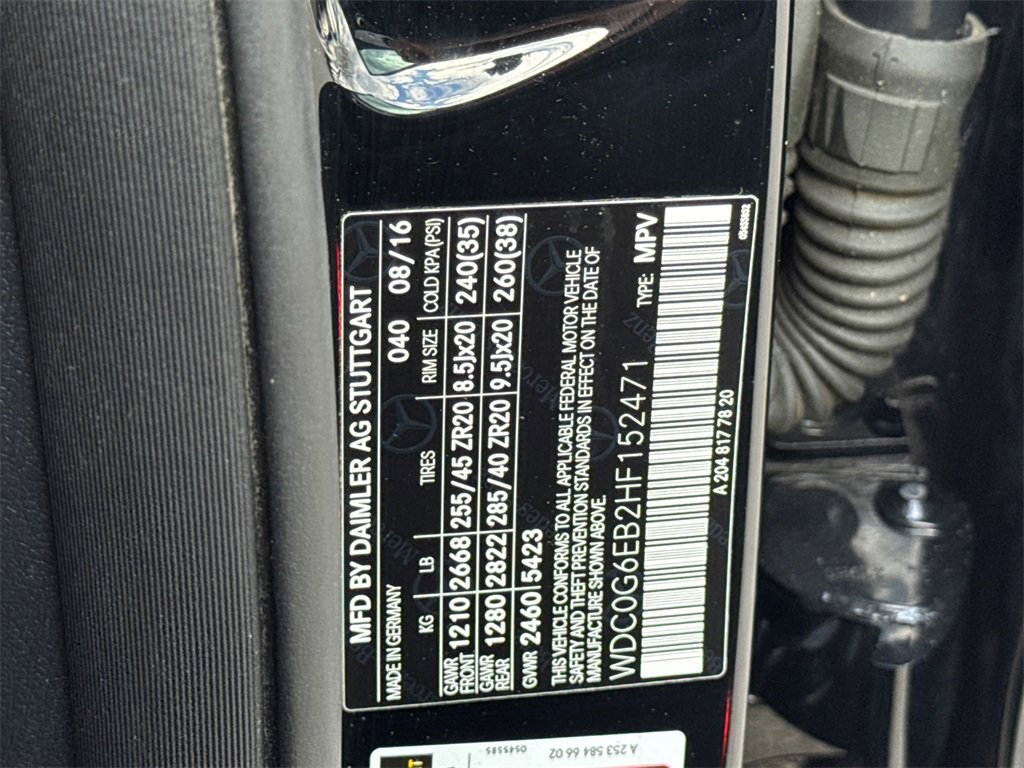 MFD BY DAIMLER AG STUTTGART
MADE IN GERMANY 040 08/16
KG LB TIRES RIM SIZE COLD KPA (PSI)
GAWR FRONT 1210 2668 255/45 ZR20 8.5Jx20 240(35)
GAWR REAR 1280 2822 285/40 ZR20 9.5Jx20 260(38)
GVWR 2460 5423
THIS VEHICLE CONFORMS TO ALL APPLICABLE FEDERAL MOTOR VEHICLE
SAFETY AND THEFT PREVENTION STANDARDS IN EFFECT ON THE DATE OF
MANUFACTURE SHOWN ABOVE.
WDC0G6EB2HF152471 TYPE: MPV
A 204 817 78 20
A 253 584 66 02